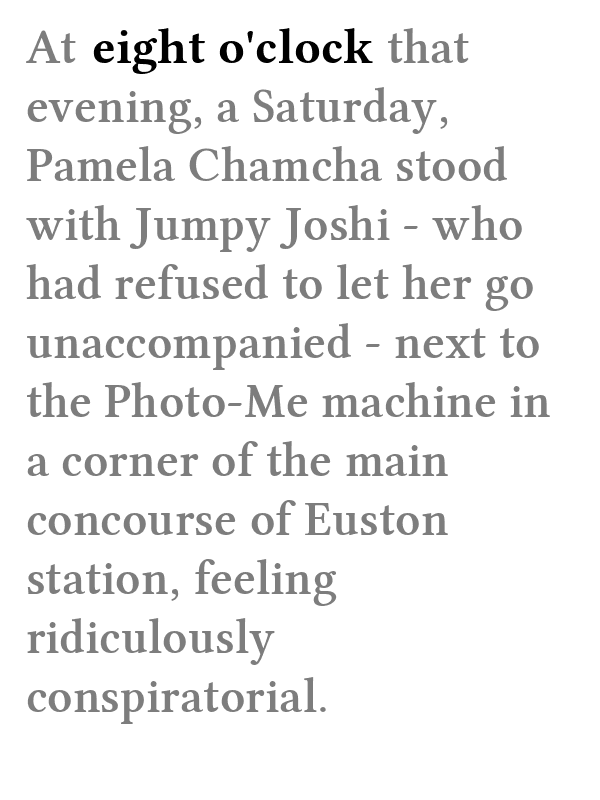 At eight o'clock that
evening, a Saturday,
Pamela Chamcha stood
with Jumpy Joshi - who
had refused to let her go
unaccompanied - next to
the Photo-Me machine in
a corner of the main
concourse of Euston
station, feeling
ridiculously
conspiratorial.